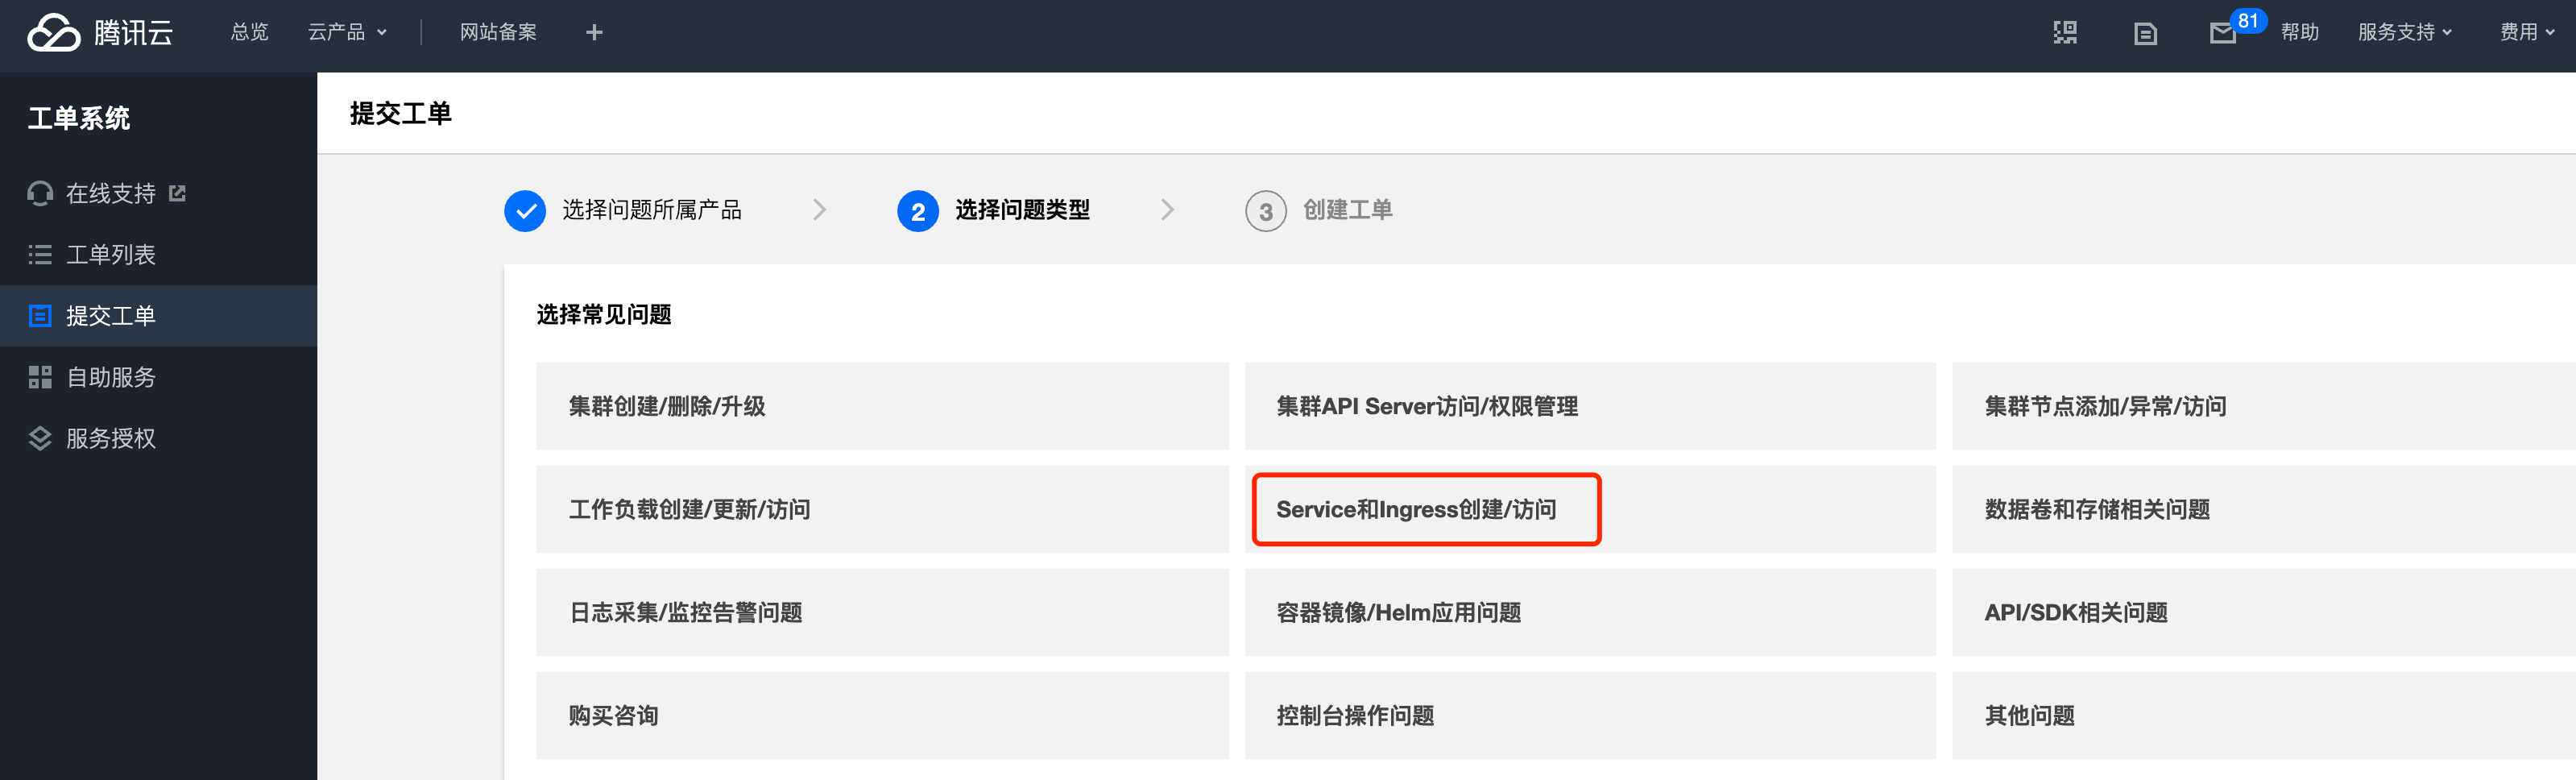 腾讯云
总览
云产品
网站备案
+
81
帮助
服务支持
费用
工单系统
在线支持
工单列表
提交工单
自助服务
服务授权
提交工单
选择问题所属产品
2 选择问题类型
3 创建工单
选择常见问题
集群创建/删除/升级
集群API Server访问/权限管理
集群节点添加/异常/访问
工作负载创建/更新/访问
Service和Ingress创建/访问
数据卷和存储相关问题
日志采集/监控告警问题
容器镜像/Helm应用问题
API/SDK相关问题
购买咨询
控制台操作问题
其他问题